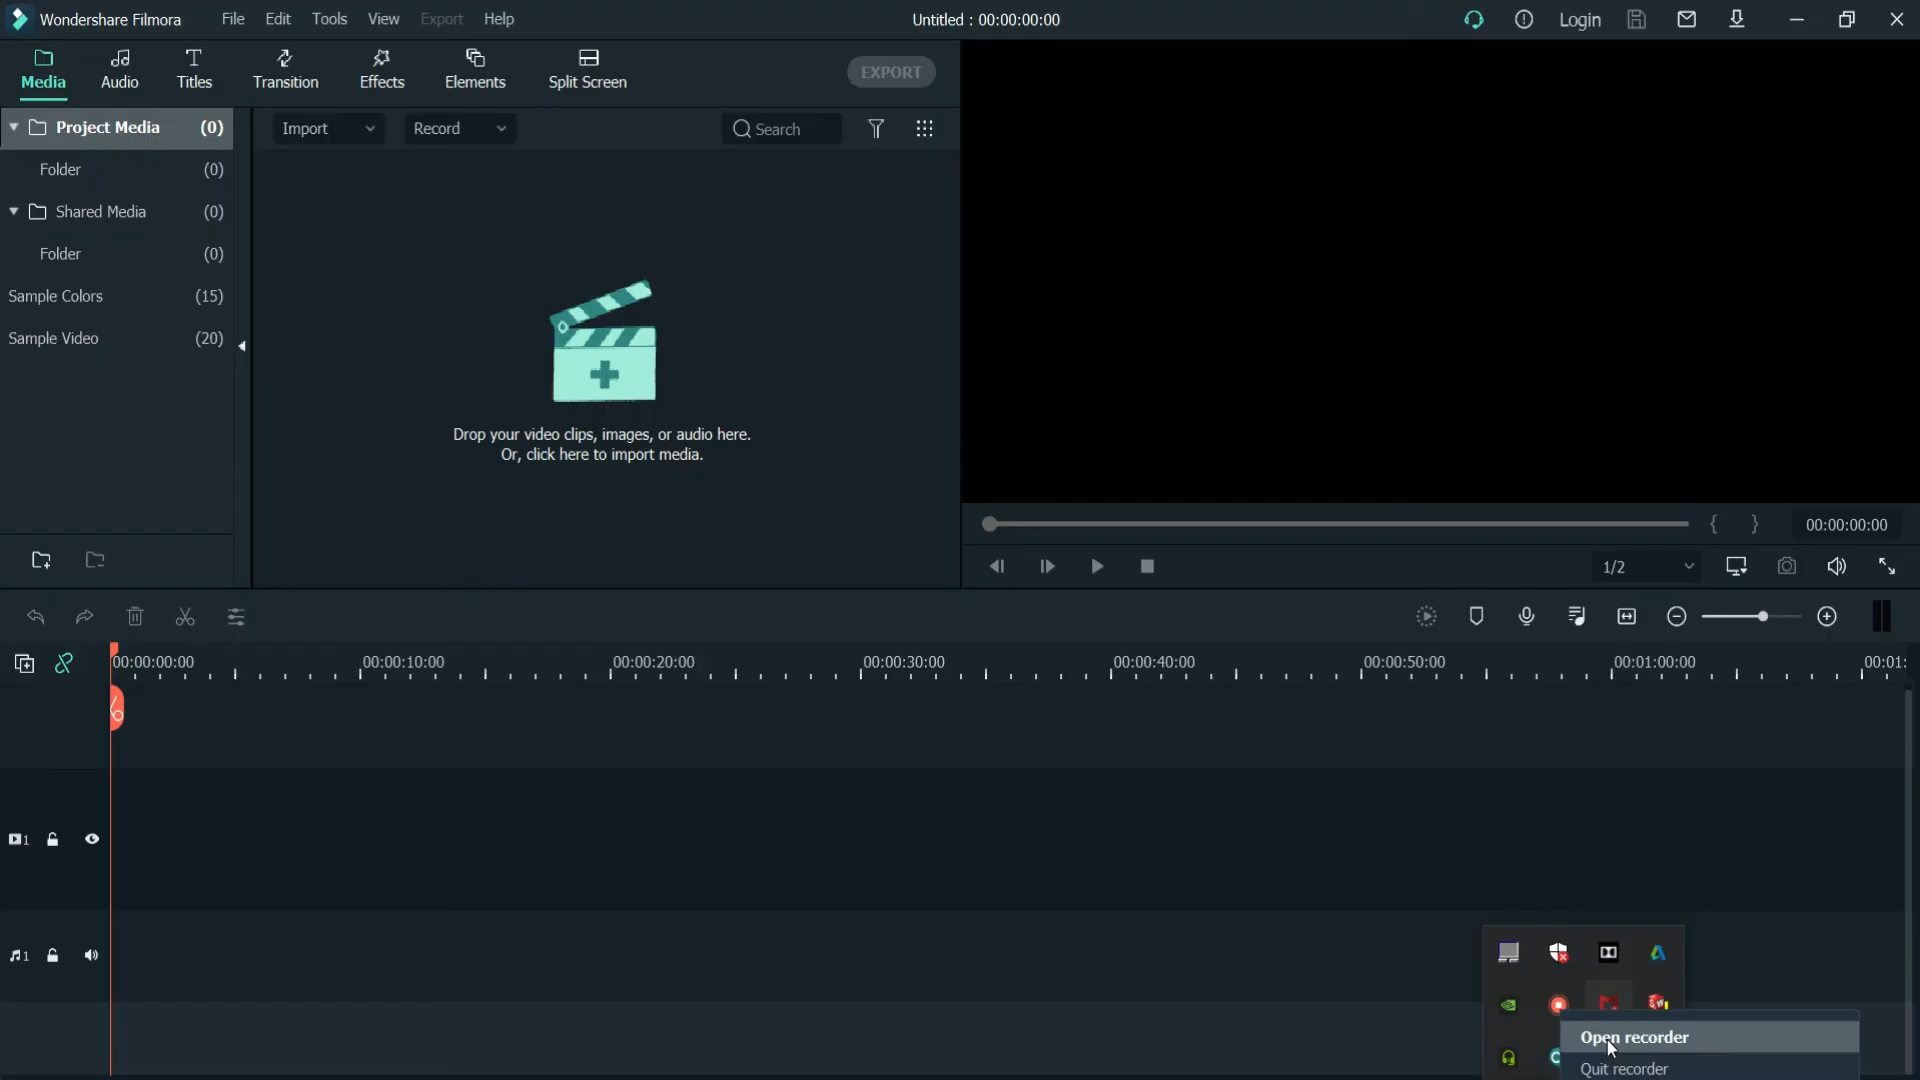 Wondershare Filmora File Edit Tools View Export Help Untitled : 00:00:00:00 Login
Media Audio Titles Transition Effects Elements Split Screen EXPORT
Project Media (0)
Folder (0)
Shared Media (0)
Folder (0)
Sample Colors (15)
Sample Video (20)
Import Record Search
Drop your video clips, images, or audio here.
Or, click here to import media.
{ } 00:00:00:00
1/2
00:00:00:00 00:00:10:00 00:00:20:00 00:00:30:00 00:00:40:00 00:00:50:00 00:01:00:00 00:01:
1
1
Open recorder
Quit recorder